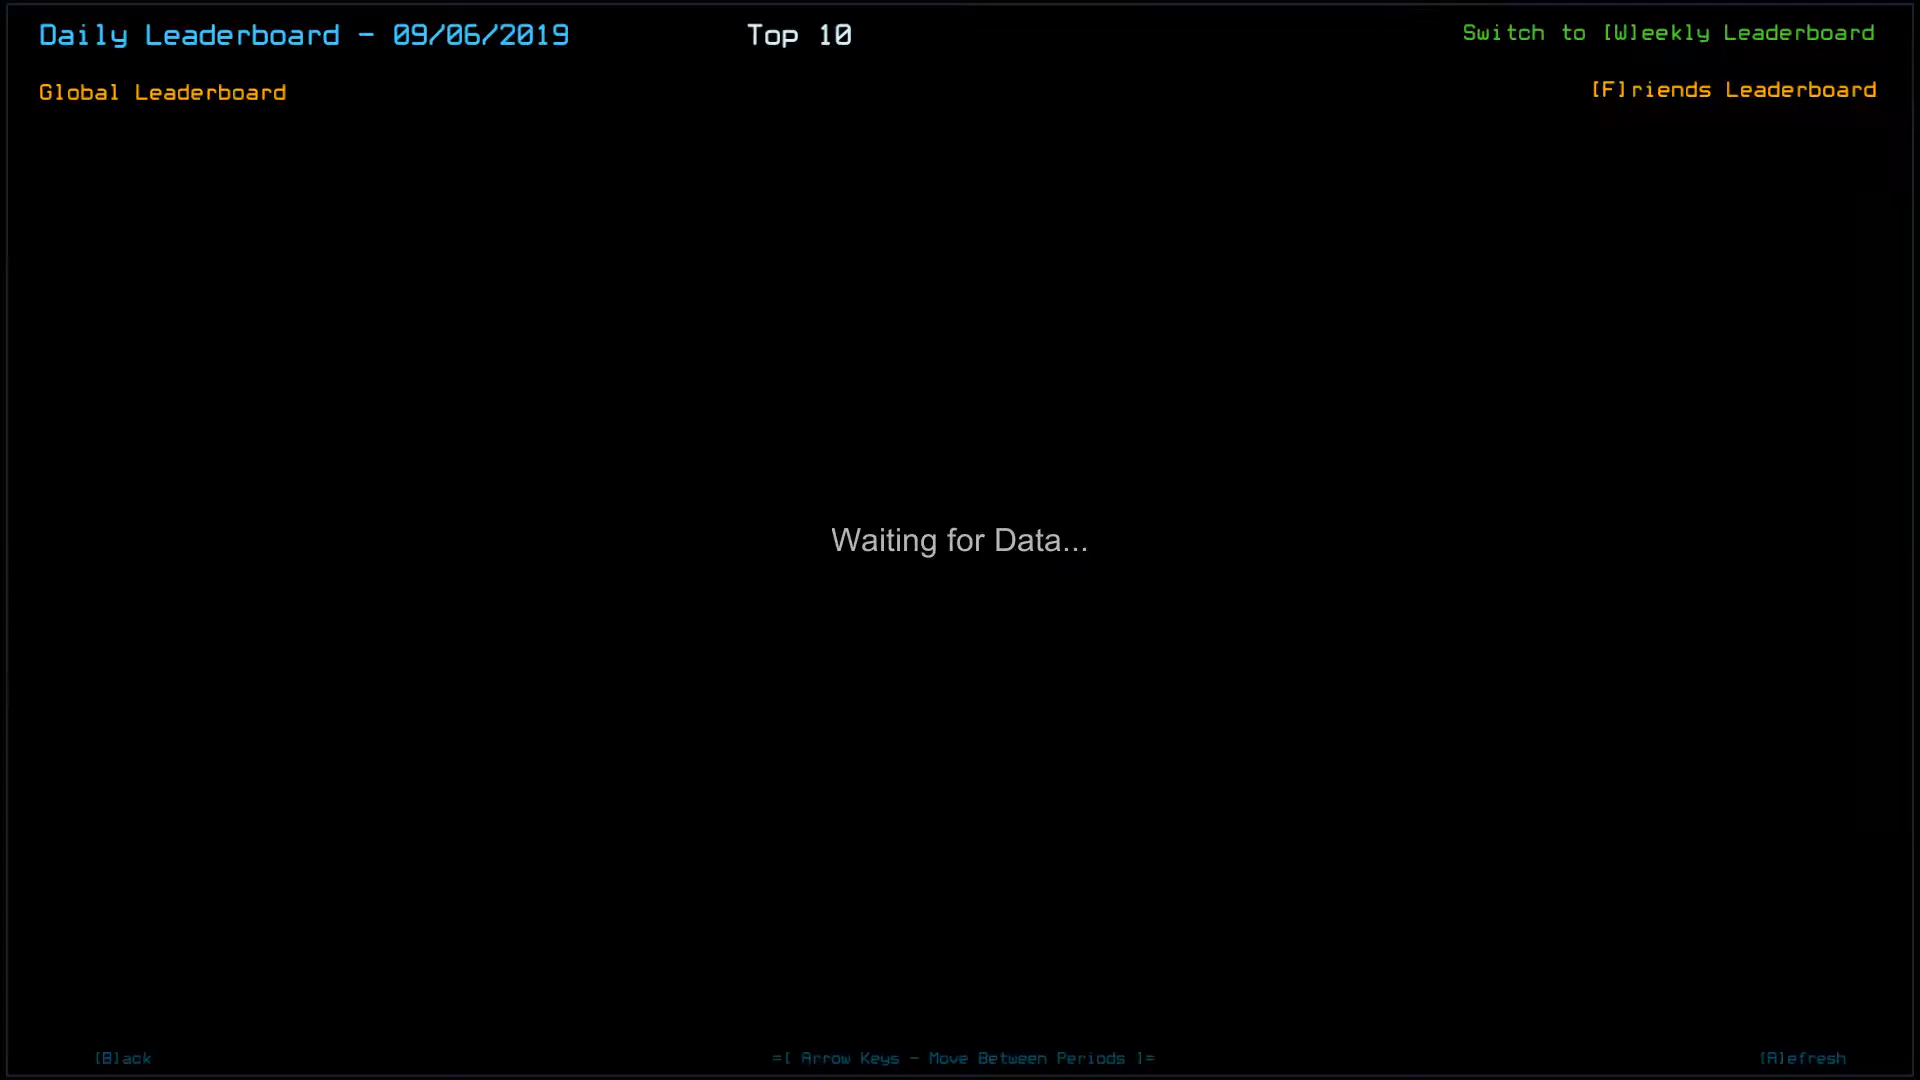 Daily Leaderboard - 09/06/2019
Top 10
Switch to [W]eekly Leaderboard
Global Leaderboard
[F]riends Leaderboard
Waiting for Data...
[B]ack
=[ Arrow Keys - Move Between Periods ]=
[R]efresh